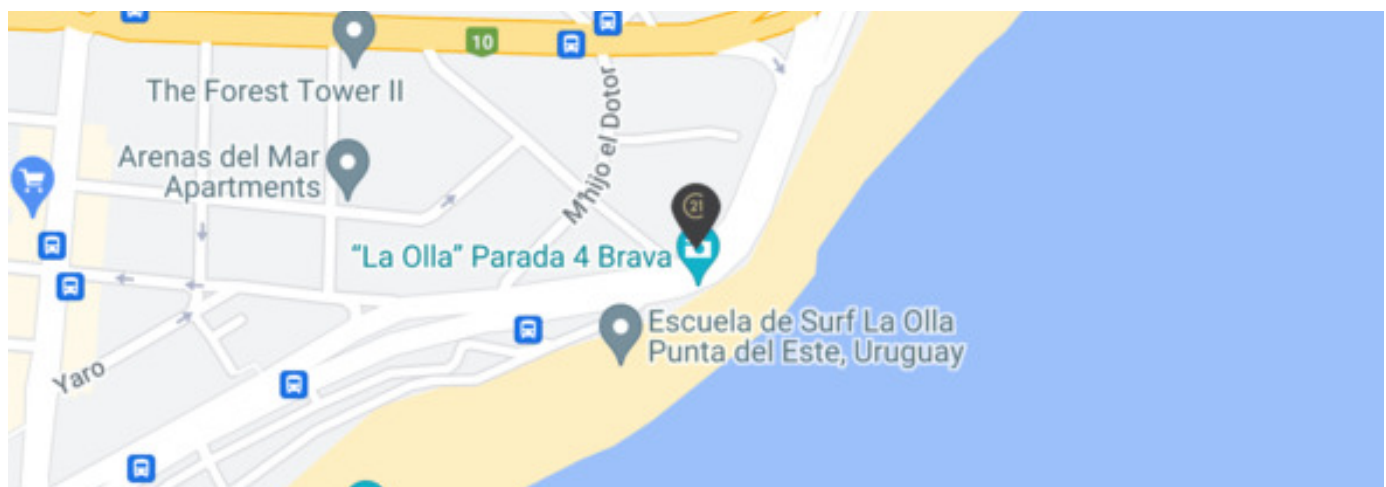 10
The Forest Tower II
M'hijo el Dotor
Arenas del Mar
Apartments
21
“La Olla” Parada 4 Brava
Escuela de Surf La Olla
Punta del Este, Uruguay
Yaro